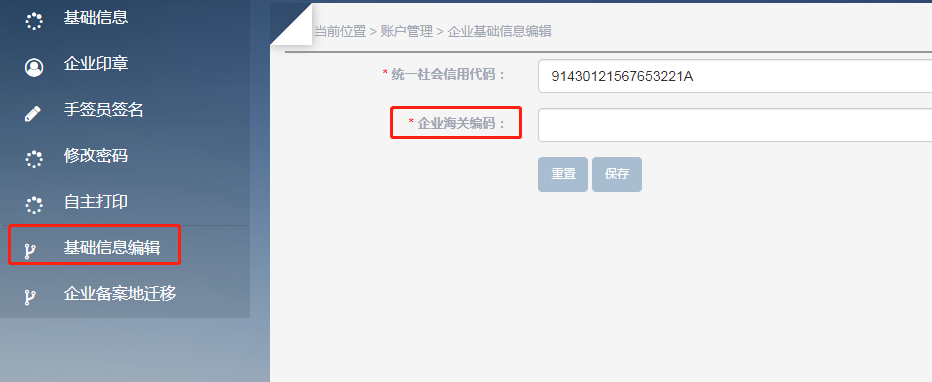 基础信息
企业印章
手签员签名
修改密码
自主打印
基础信息编辑
企业备案地迁移
当前位置 > 账户管理 > 企业基础信息编辑
* 统一社会信用代码： 91430121567653221A
* 企业海关编码：
重置 保存